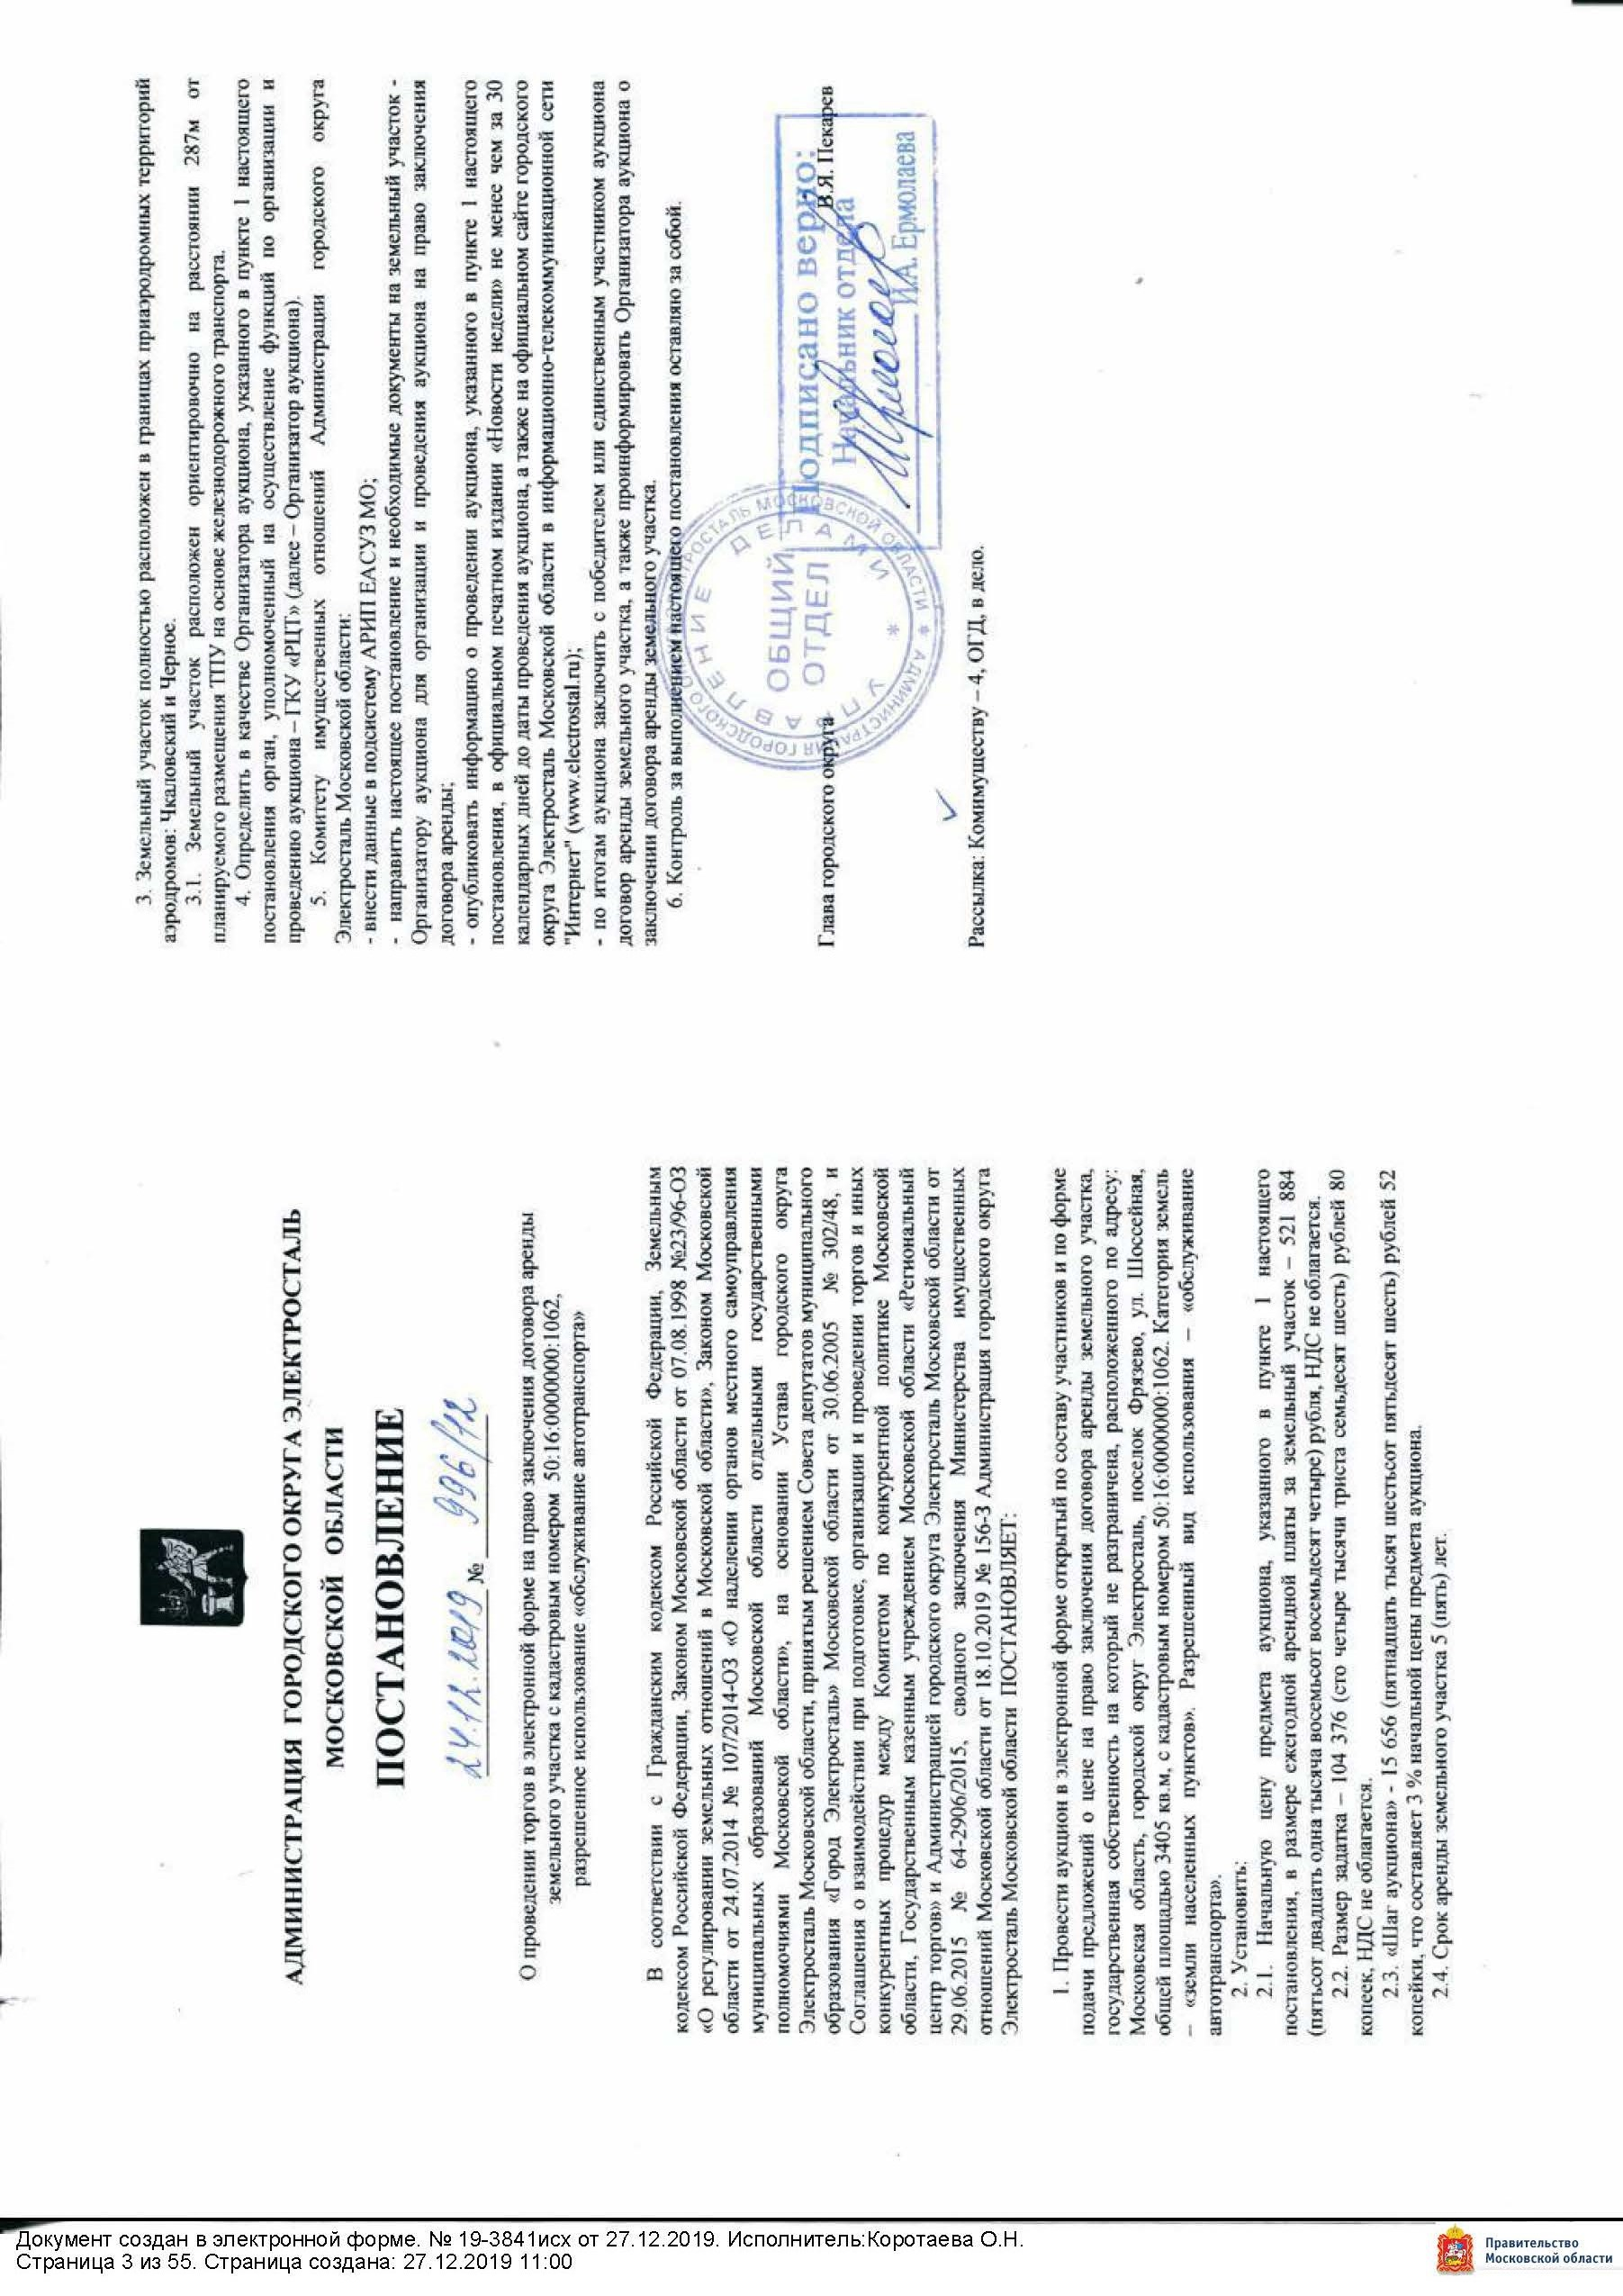 АДМИНИСТРАЦИЯ ГОРОДСКОГО ОКРУГА ЭЛЕКТРОСТАЛЬ
МОСКОВСКОЙ ОБЛАСТИ
ПОСТАНОВЛЕНИЕ
24.12.2019 № 996/12
О проведении торгов в электронной форме на право заключения договора аренды
земельного участка с кадастровым номером 50:16:0000000:1062,
разрешенное использование «обслуживание автотранспорта»
В соответствии с Гражданским кодексом Российской Федерации, Земельным
кодексом Российской Федерации, Законом Московской области от 07.08.1998 №23/96-ОЗ
«О регулировании земельных отношений в Московской области», Законом Московской
области от 24.07.2014 № 107/2014-ОЗ «О наделении органов местного самоуправления
муниципальных образований Московской области отдельными государственными
полномочиями Московской области», на основании Устава городского округа
Электросталь Московской области, принятым решением Совета депутатов муниципального
образования «Город Электросталь» Московской области от 30.06.2005 № 302/48, и
Соглашения о взаимодействии при подготовке, организации и проведении торгов и иных
конкурентных процедур между Комитетом по конкурентной политике Московской
области, Государственным казенным учреждением Московской области «Региональный
центр торгов» и Администрацией городского округа Электросталь Московской области от
29.06.2015 № 64-2906/2015, сводного заключения Министерства имущественных
отношений Московской области от 18.10.2019 № 156-З Администрация городского округа
Электросталь Московской области ПОСТАНОВЛЯЕТ:
1. Провести аукцион в электронной форме открытый по составу участников и по форме
подачи предложений о цене на право заключения договора аренды земельного участка,
государственная собственность на который не разграничена, расположенного по адресу:
Московская область, городской округ Электросталь, поселок Фрязево, ул. Шоссейная,
общей площадью 3405 кв.м, с кадастровым номером 50:16:0000000:1062. Категория земель
– «земли населенных пунктов». Разрешенный вид использования – «обслуживание
автотранспорта».
2. Установить:
2.1. Начальную цену предмета аукциона, указанного в пункте 1 настоящего
постановления, в размере ежегодной арендной платы за земельный участок – 521 884
(пятьсот двадцать одна тысяча восемьсот восемьдесят четыре) рубля, НДС не облагается.
2.2. Размер задатка – 104 376 (сто четыре тысячи триста семьдесят шесть) рублей 80
копеек, НДС не облагается.
2.3. «Шаг аукциона» - 15 656 (пятнадцать тысяч шестьсот пятьдесят шесть) рублей 52
копейки, что составляет 3 % начальной цены предмета аукциона.
2.4. Срок аренды земельного участка 5 (пять) лет.
3. Земельный участок полностью расположен в границах приаэродромных территорий
аэродромов: Чкаловский и Черное.
3.1. Земельный участок расположен ориентировочно на расстоянии 287м от
планируемого размещения ТПУ на основе железнодорожного транспорта.
4. Определить в качестве Организатора аукциона, указанного в пункте 1 настоящего
постановления орган, уполномоченный на осуществление функций по организации и
проведению аукциона – ГКУ «РЦТ» (далее – Организатор аукциона).
5. Комитету имущественных отношений Администрации городского округа
Электросталь Московской области:
- внести данные в подсистему АРИП ЕАСУЗ МО;
- направить настоящее постановление и необходимые документы на земельный участок -
Организатору аукциона для организации и проведения аукциона на право заключения
договора аренды;
- опубликовать информацию о проведении аукциона, указанного в пункте 1 настоящего
постановления, в официальном печатном издании «Новости недели» не менее чем за 30
календарных дней до даты проведения аукциона, а также на официальном сайте городского
округа Электросталь Московской области в информационно-телекоммуникационной сети
"Интернет" (www.electrostal.ru);
- по итогам аукциона заключить с победителем или единственным участником аукциона
договор аренды земельного участка, а также проинформировать Организатора аукциона о
заключении договора аренды земельного участка.
6. Контроль за выполнением настоящего постановления оставляю за собой.
Глава городского округа В.Я. Пекарев
АДМИНИСТРАЦИЯ ГОРОДСКОГО ОКРУГА ЭЛЕКТРОСТАЛЬ МОСКОВСКОЙ ОБЛАСТИ *
УПРАВЛЕНИЕ ДЕЛАМИ *
ОБЩИЙ
ОТДЕЛ
Подписано верно:
Начальник отдела
И.А. Ермолаева
Рассылка: Комимуществу – 4, ОГД, в дело.
Документ создан в электронной форме. № 19-3841исх от 27.12.2019. Исполнитель:Коротаева О.Н.
Страница 3 из 55. Страница создана: 27.12.2019 11:00
Правительство
Московской области